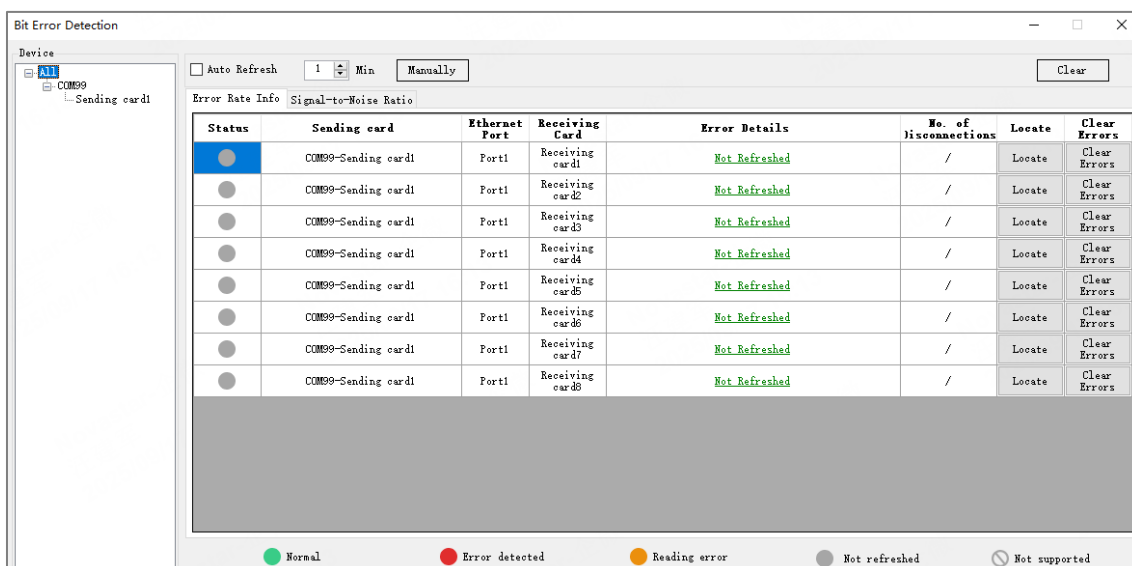 Bit Error Detection
Device
All
COM99
Sending card1
Auto Refresh 1 Min Manually Clear
Error Rate Info Signal-to-Noise Ratio
Status Sending card Ethernet Port Receiving Card Error Details No. of Disconnections Locate Clear Errors
COM99-Sending card1 Port1 Receiving card1 Not Refreshed / Locate Clear Errors
COM99-Sending card1 Port1 Receiving card2 Not Refreshed / Locate Clear Errors
COM99-Sending card1 Port1 Receiving card3 Not Refreshed / Locate Clear Errors
COM99-Sending card1 Port1 Receiving card4 Not Refreshed / Locate Clear Errors
COM99-Sending card1 Port1 Receiving card5 Not Refreshed / Locate Clear Errors
COM99-Sending card1 Port1 Receiving card6 Not Refreshed / Locate Clear Errors
COM99-Sending card1 Port1 Receiving card7 Not Refreshed / Locate Clear Errors
COM99-Sending card1 Port1 Receiving card8 Not Refreshed / Locate Clear Errors
Normal Error detected Reading error Not refreshed Not supported